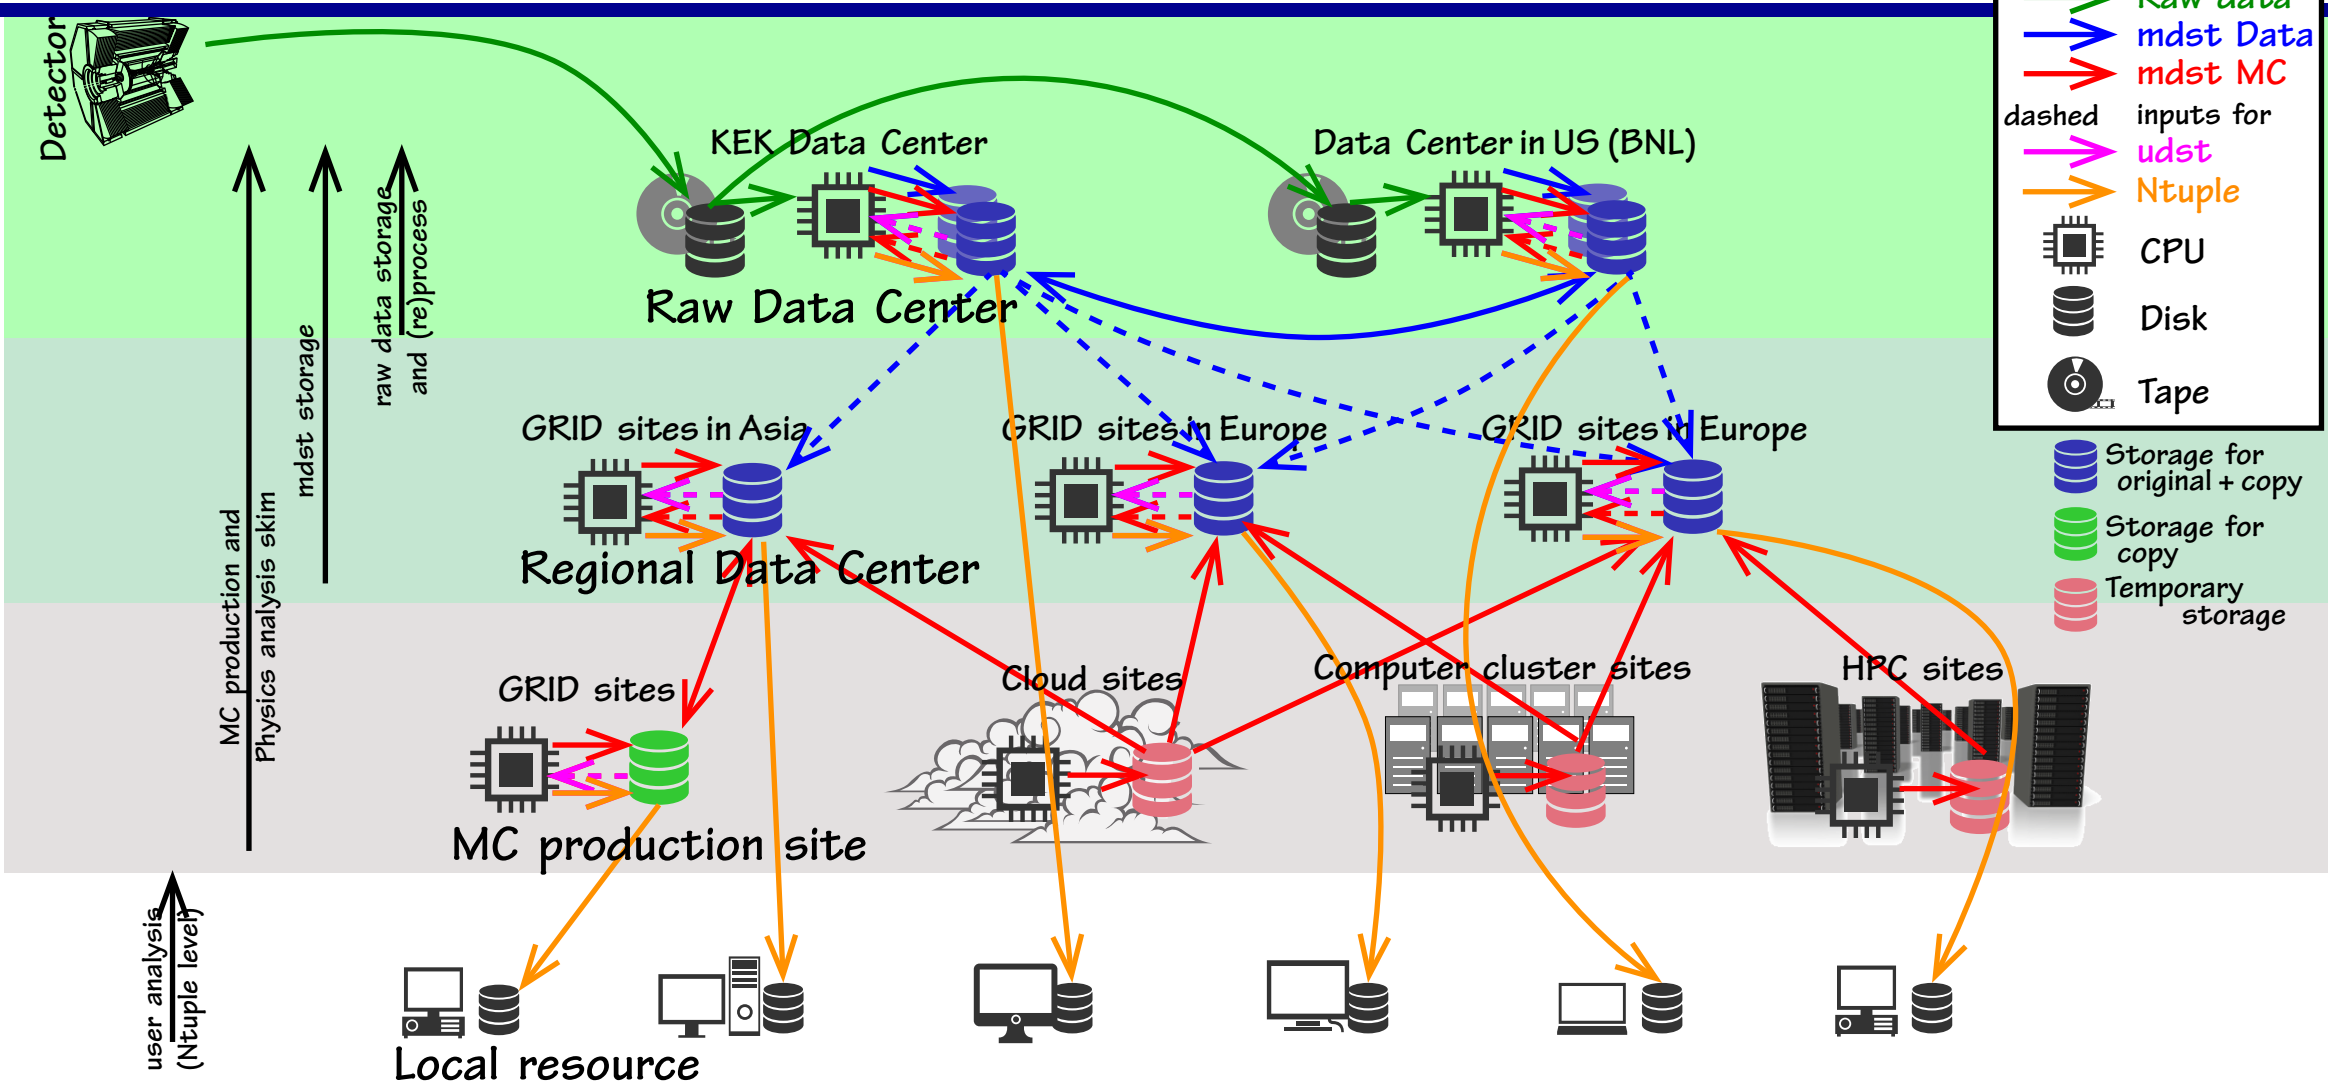 Detector
KEK Data Center
Data Center in US (BNL)
Raw data
mdst Data
mdst MC
dashed inputs for
udst
Ntuple
CPU
Disk
Tape
Storage for
original + copy
Storage for
copy
Temporary
storage
raw data storage
and (re)process
mdst storage
MC production and
Physics analysis skim
Raw Data Center
GRID sites in Asia
GRID sites in Europe
GRID sites in Europe
Regional Data Center
GRID sites
Cloud sites
Computer cluster sites
HPC sites
MC production site
user analysis
(Ntuple level)
Local resource